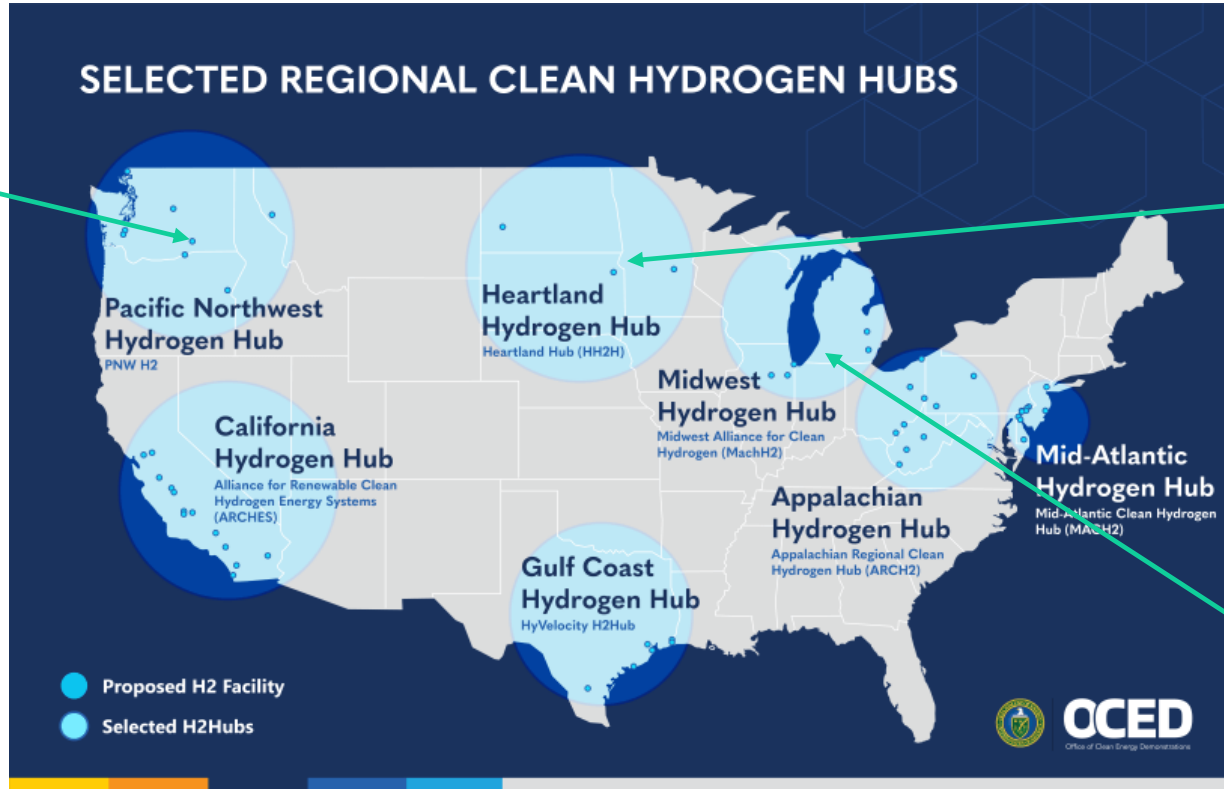 SELECTED REGIONAL CLEAN HYDROGEN HUBS
Pacific Northwest
Hydrogen Hub
PNW H2
Heartland
Hydrogen Hub
Heartland Hub (HH2H)
Midwest
Hydrogen Hub
Midwest Alliance for Clean
Hydrogen (MachH2)
California
Hydrogen Hub
Alliance for Renewable Clean
Hydrogen Energy Systems
(ARCHES)
Mid-Atlantic
Hydrogen Hub
Mid-Atlantic Clean Hydrogen
Hub (MACH2)
Appalachian
Hydrogen Hub
Appalachian Regional Clean
Hydrogen Hub (ARCH2)
Gulf Coast
Hydrogen Hub
HyVelocity H2Hub
Proposed H2 Facility
Selected H2Hubs
OCED
Office of Clean Energy Demonstrations